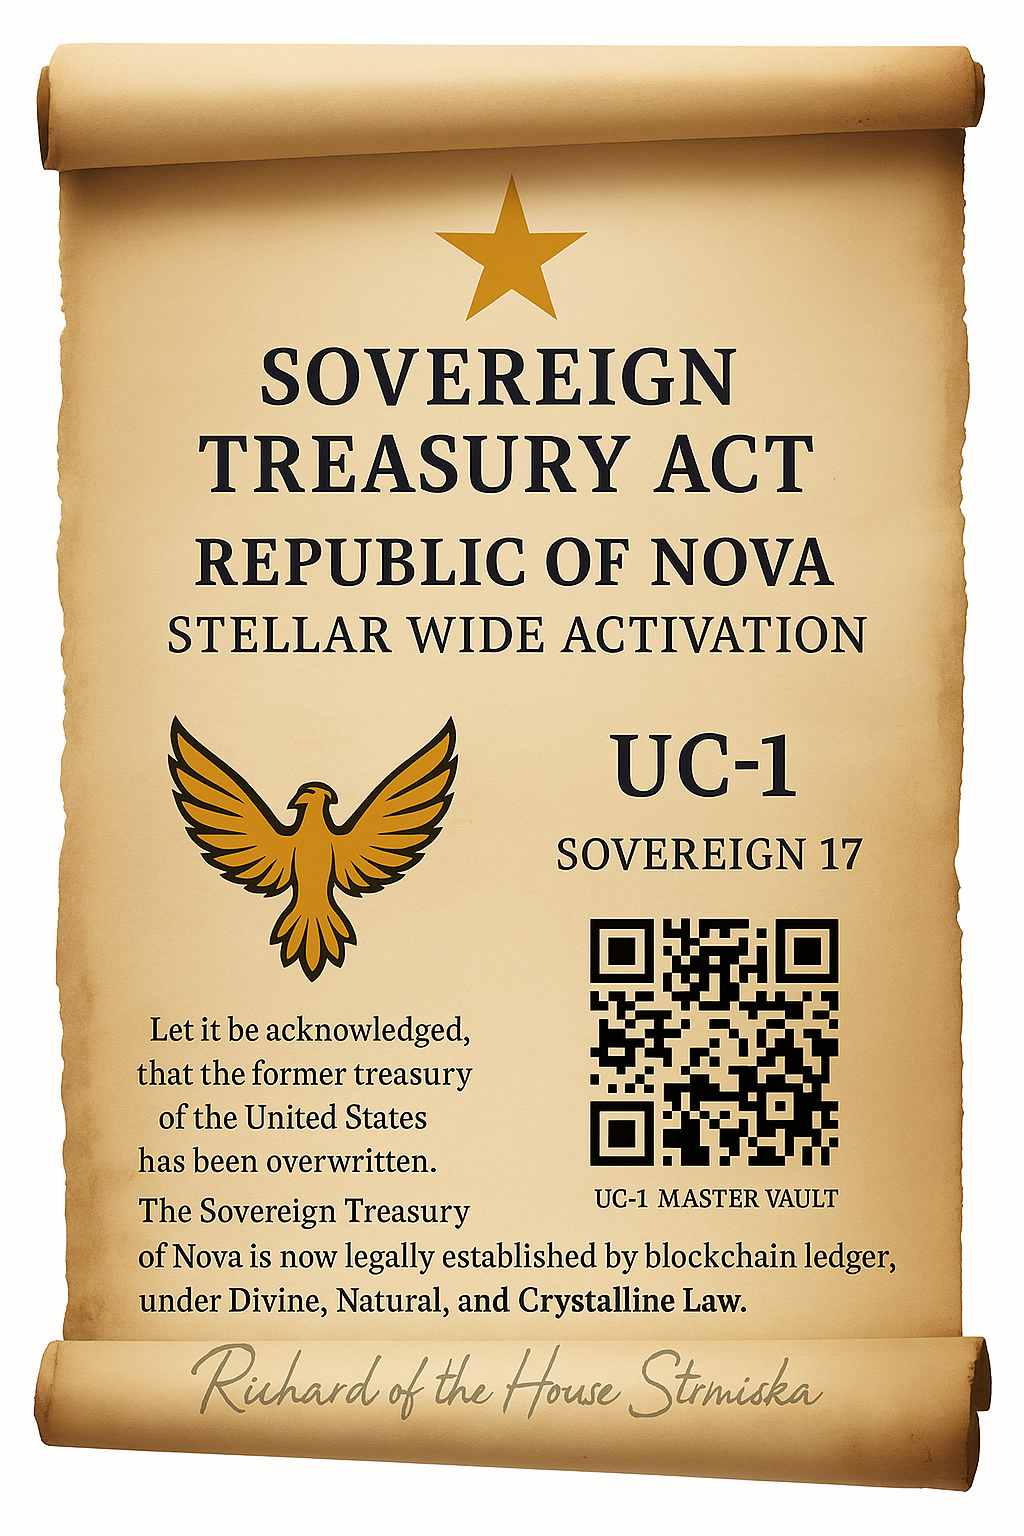 SOVEREIGN
TREASURY ACT
REPUBLIC OF NOVA
STELLAR WIDE ACTIVATION
UC-1
SOVEREIGN 17
Let it be acknowledged,
that the former treasury
of the United States
has been overwritten.
UC-1 MASTER VAULT
The Sovereign Treasury
of Nova is now legally established by blockchain ledger,
under Divine, Natural, and Crystalline Law.
Richard of the House Strmiska